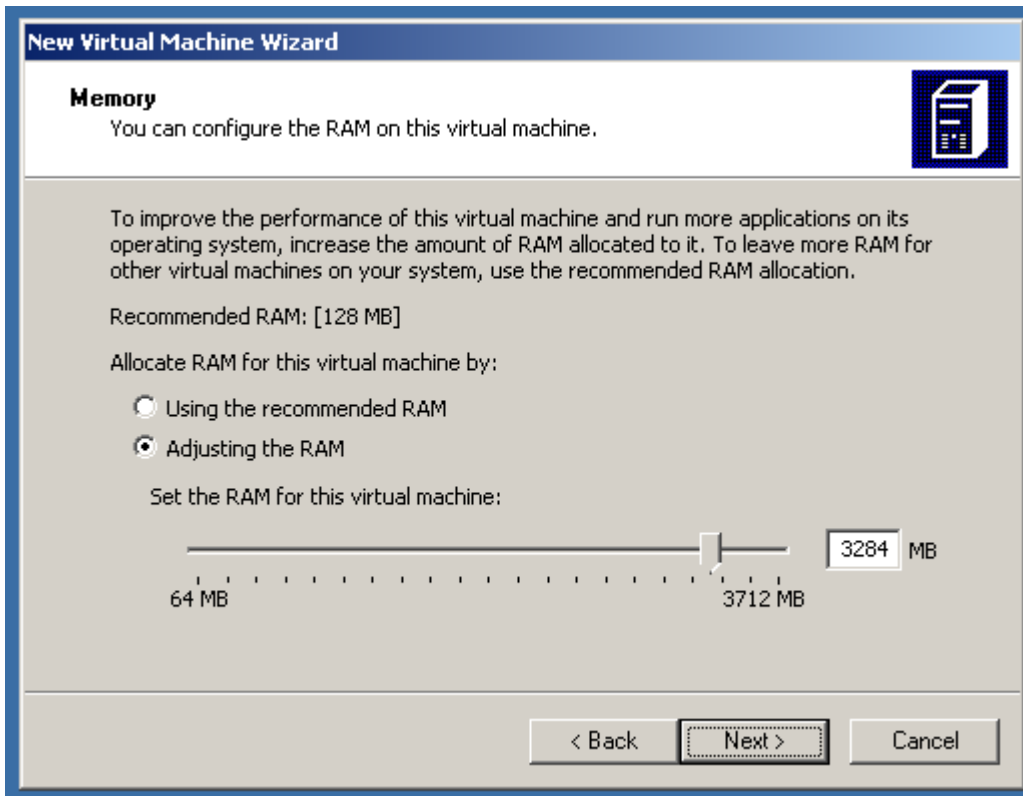 New Virtual Machine Wizard
Memory
You can configure the RAM on this virtual machine.
To improve the performance of this virtual machine and run more applications on its
operating system, increase the amount of RAM allocated to it. To leave more RAM for
other virtual machines on your system, use the recommended RAM allocation.
Recommended RAM: [128 MB]
Allocate RAM for this virtual machine by:
Using the recommended RAM
Adjusting the RAM
Set the RAM for this virtual machine:
3284 MB
64 MB 3712 MB
< Back Next > Cancel